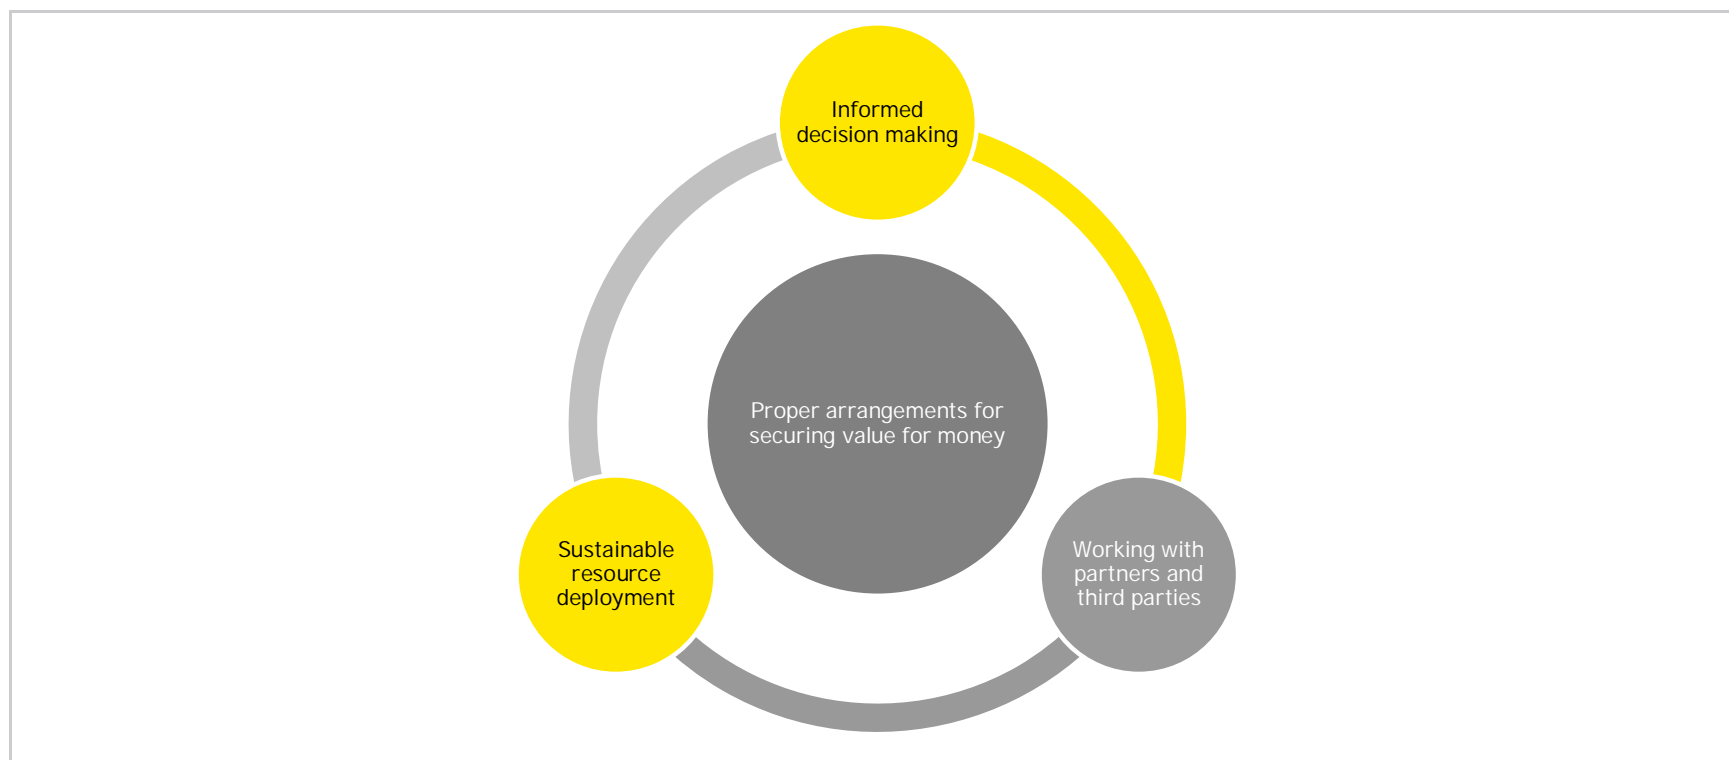 Informed
decision making
Proper arrangements for
securing value for money
Sustainable
resource
deployment
Working with
partners and
third parties